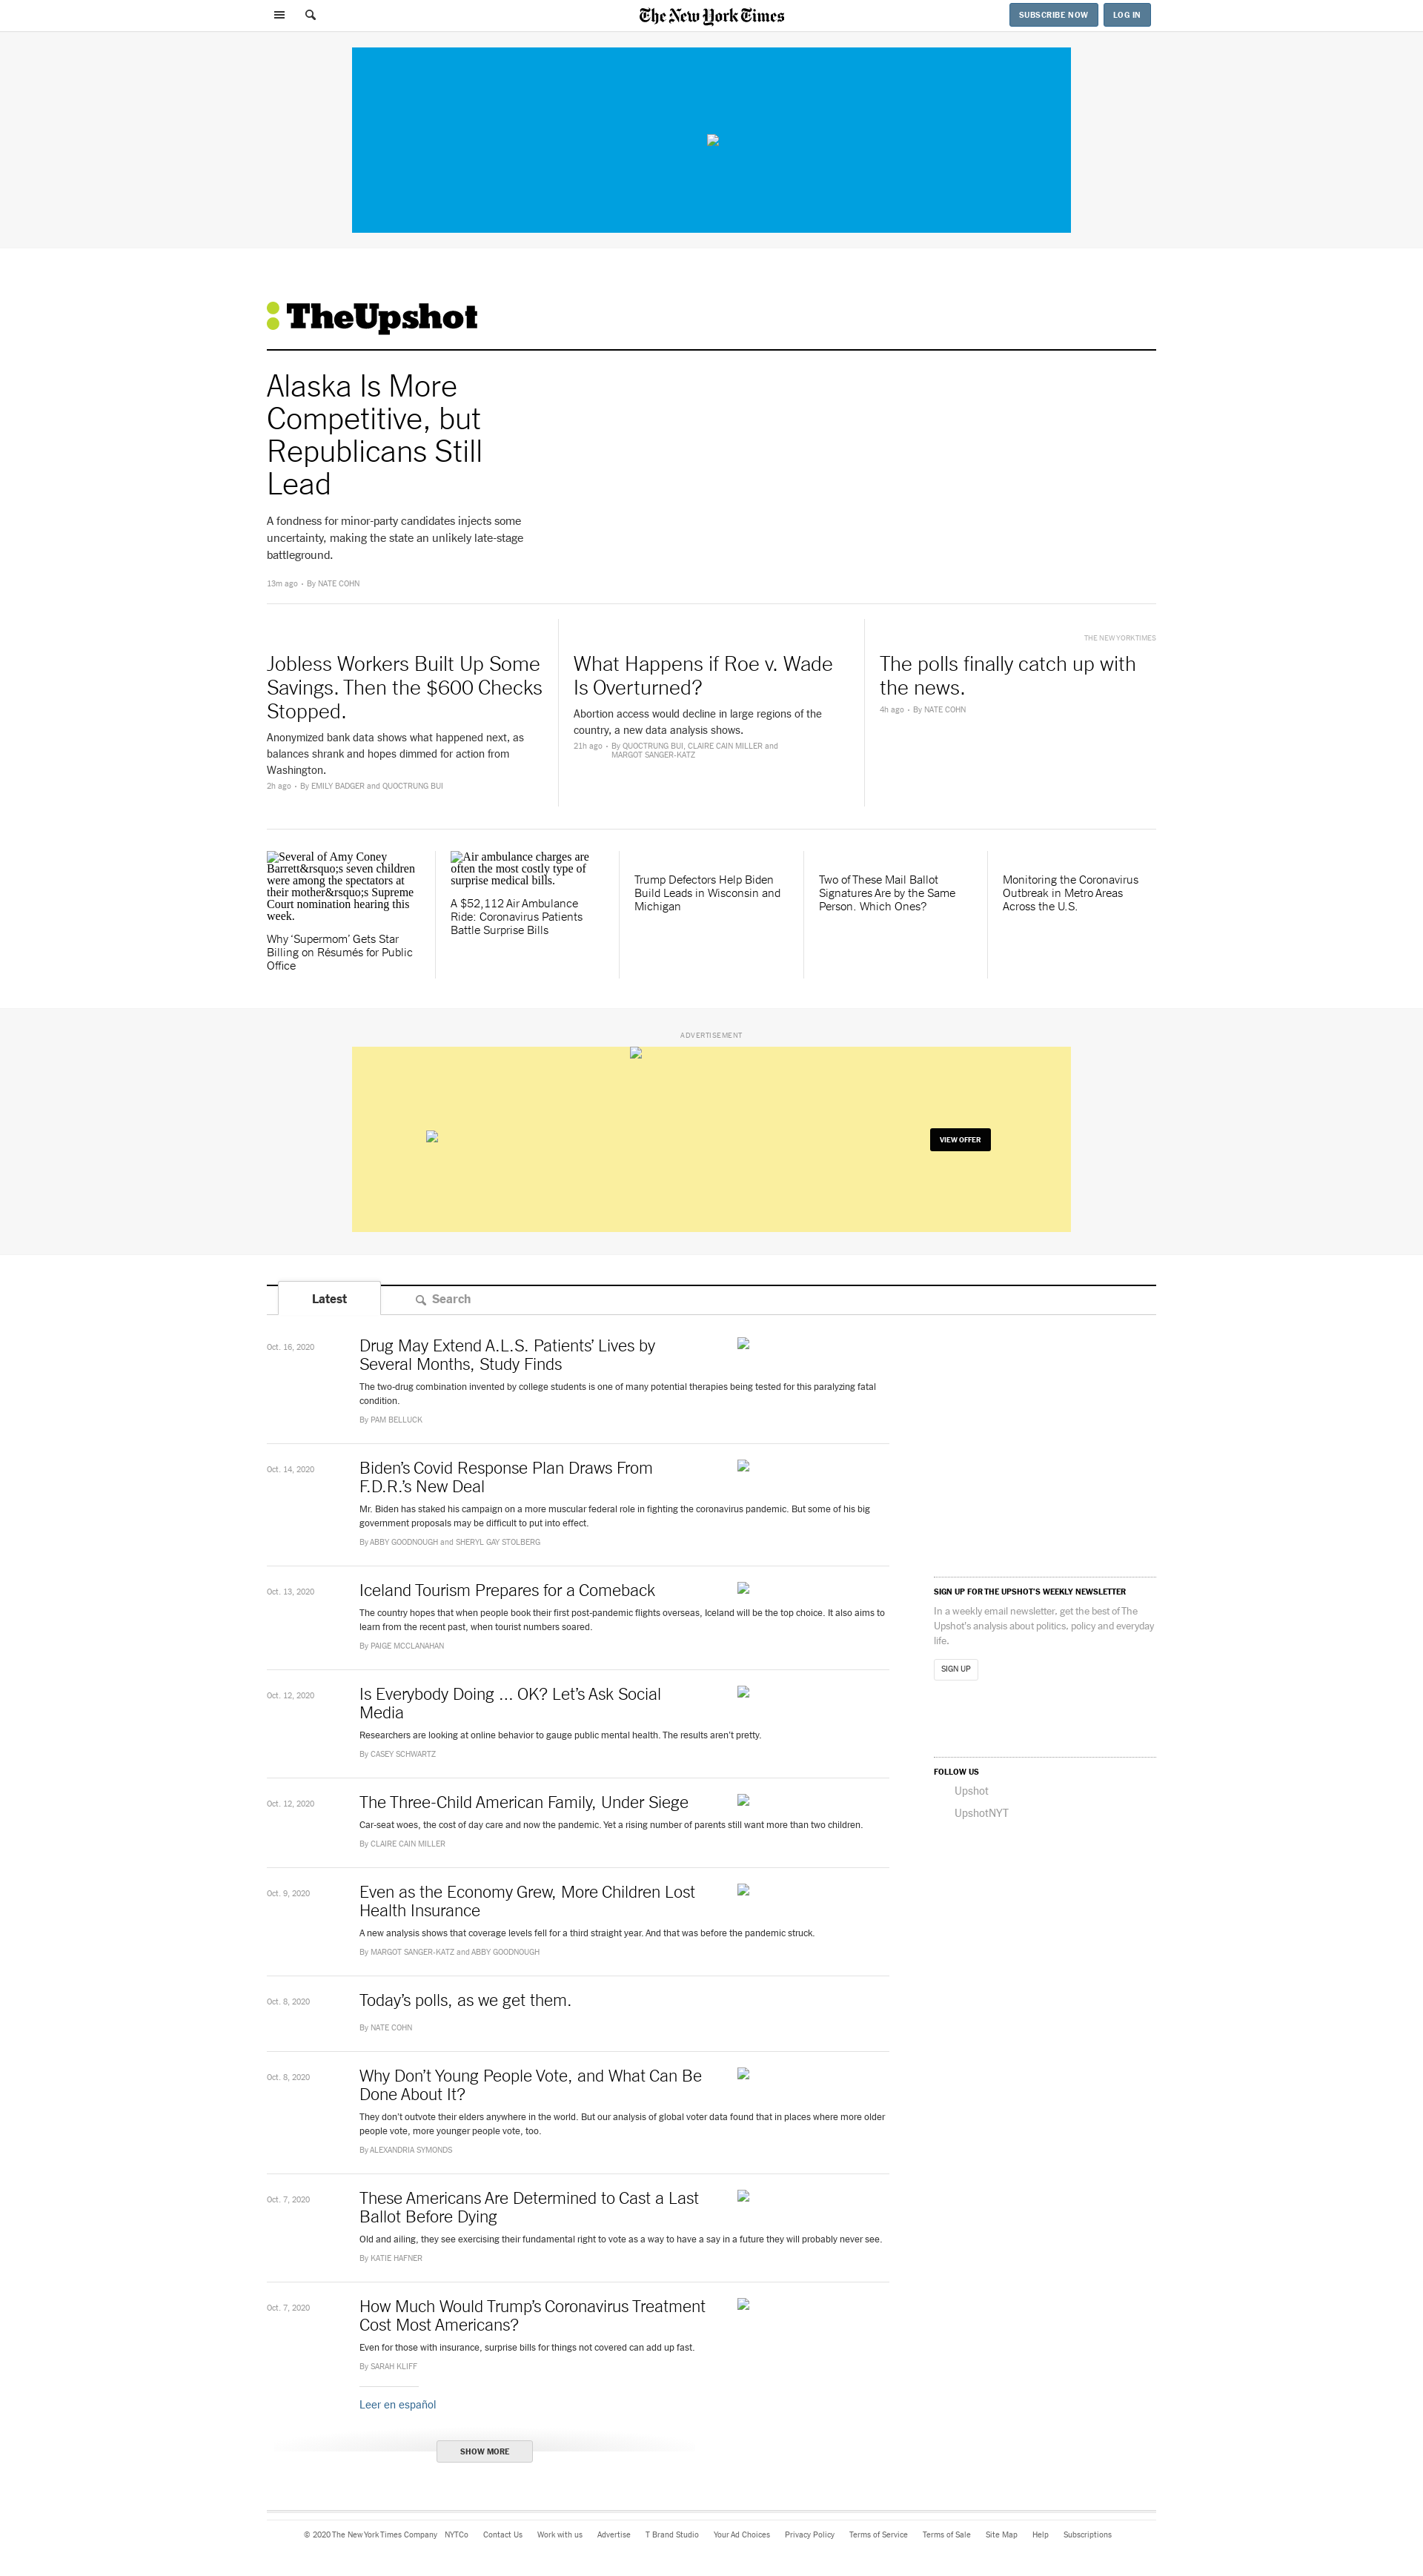 The New York Times
SUBSCRIBE NOW
LOG IN
TheUpshot
Alaska Is More
Competitive, but
Republicans Still
Lead
A fondness for minor-party candidates injects some
uncertainty, making the state an unlikely late-stage
battleground.
13m ago • By NATE COHN
Jobless Workers Built Up Some
Savings. Then the $600 Checks
Stopped.
Anonymized bank data shows what happened next, as
balances shrank and hopes dimmed for action from
Washington.
2h ago • By EMILY BADGER and QUOCTRUNG BUI
What Happens if Roe v. Wade
Is Overturned?
Abortion access would decline in large regions of the
country, a new data analysis shows.
21h ago • By QUOCTRUNG BUI, CLAIRE CAIN MILLER and
MARGOT SANGER-KATZ
THE NEW YORK TIMES
The polls finally catch up with
the news.
4h ago • By NATE COHN
Several of Amy Coney
Barrett&rsquo;s seven children
were among the spectators at
their mother&rsquo;s Supreme
Court nomination hearing this
week.
Why ‘Supermom’ Gets Star
Billing on Résumés for Public
Office
Air ambulance charges are
often the most costly type of
surprise medical bills.
A $52,112 Air Ambulance
Ride: Coronavirus Patients
Battle Surprise Bills
Trump Defectors Help Biden
Build Leads in Wisconsin and
Michigan
Two of These Mail Ballot
Signatures Are by the Same
Person. Which Ones?
Monitoring the Coronavirus
Outbreak in Metro Areas
Across the U.S.
ADVERTISEMENT
VIEW OFFER
Latest
Search
Oct. 16, 2020
Drug May Extend A.L.S. Patients’ Lives by
Several Months, Study Finds
The two-drug combination invented by college students is one of many potential therapies being tested for this paralyzing fatal
condition.
By PAM BELLUCK
Oct. 14, 2020
Biden’s Covid Response Plan Draws From
F.D.R.’s New Deal
Mr. Biden has staked his campaign on a more muscular federal role in fighting the coronavirus pandemic. But some of his big
government proposals may be difficult to put into effect.
By ABBY GOODNOUGH and SHERYL GAY STOLBERG
Oct. 13, 2020
Iceland Tourism Prepares for a Comeback
The country hopes that when people book their first post-pandemic flights overseas, Iceland will be the top choice. It also aims to
learn from the recent past, when tourist numbers soared.
By PAIGE MCCLANAHAN
Oct. 12, 2020
Is Everybody Doing ... OK? Let’s Ask Social
Media
Researchers are looking at online behavior to gauge public mental health. The results aren’t pretty.
By CASEY SCHWARTZ
Oct. 12, 2020
The Three-Child American Family, Under Siege
Car-seat woes, the cost of day care and now the pandemic. Yet a rising number of parents still want more than two children.
By CLAIRE CAIN MILLER
Oct. 9, 2020
Even as the Economy Grew, More Children Lost
Health Insurance
A new analysis shows that coverage levels fell for a third straight year. And that was before the pandemic struck.
By MARGOT SANGER-KATZ and ABBY GOODNOUGH
Oct. 8, 2020
Today’s polls, as we get them.
By NATE COHN
Oct. 8, 2020
Why Don’t Young People Vote, and What Can Be
Done About It?
They don’t outvote their elders anywhere in the world. But our analysis of global voter data found that in places where more older
people vote, more younger people vote, too.
By ALEXANDRIA SYMONDS
Oct. 7, 2020
These Americans Are Determined to Cast a Last
Ballot Before Dying
Old and ailing, they see exercising their fundamental right to vote as a way to have a say in a future they will probably never see.
By KATIE HAFNER
Oct. 7, 2020
How Much Would Trump’s Coronavirus Treatment
Cost Most Americans?
Even for those with insurance, surprise bills for things not covered can add up fast.
By SARAH KLIFF
Leer en español
SHOW MORE
SIGN UP FOR THE UPSHOT’S WEEKLY NEWSLETTER
In a weekly email newsletter, get the best of The
Upshot’s analysis about politics, policy and everyday
life.
SIGN UP
FOLLOW US
Upshot
UpshotNYT
© 2020 The New York Times Company NYTCo Contact Us Work with us Advertise T Brand Studio Your Ad Choices Privacy Policy Terms of Service Terms of Sale Site Map Help Subscriptions